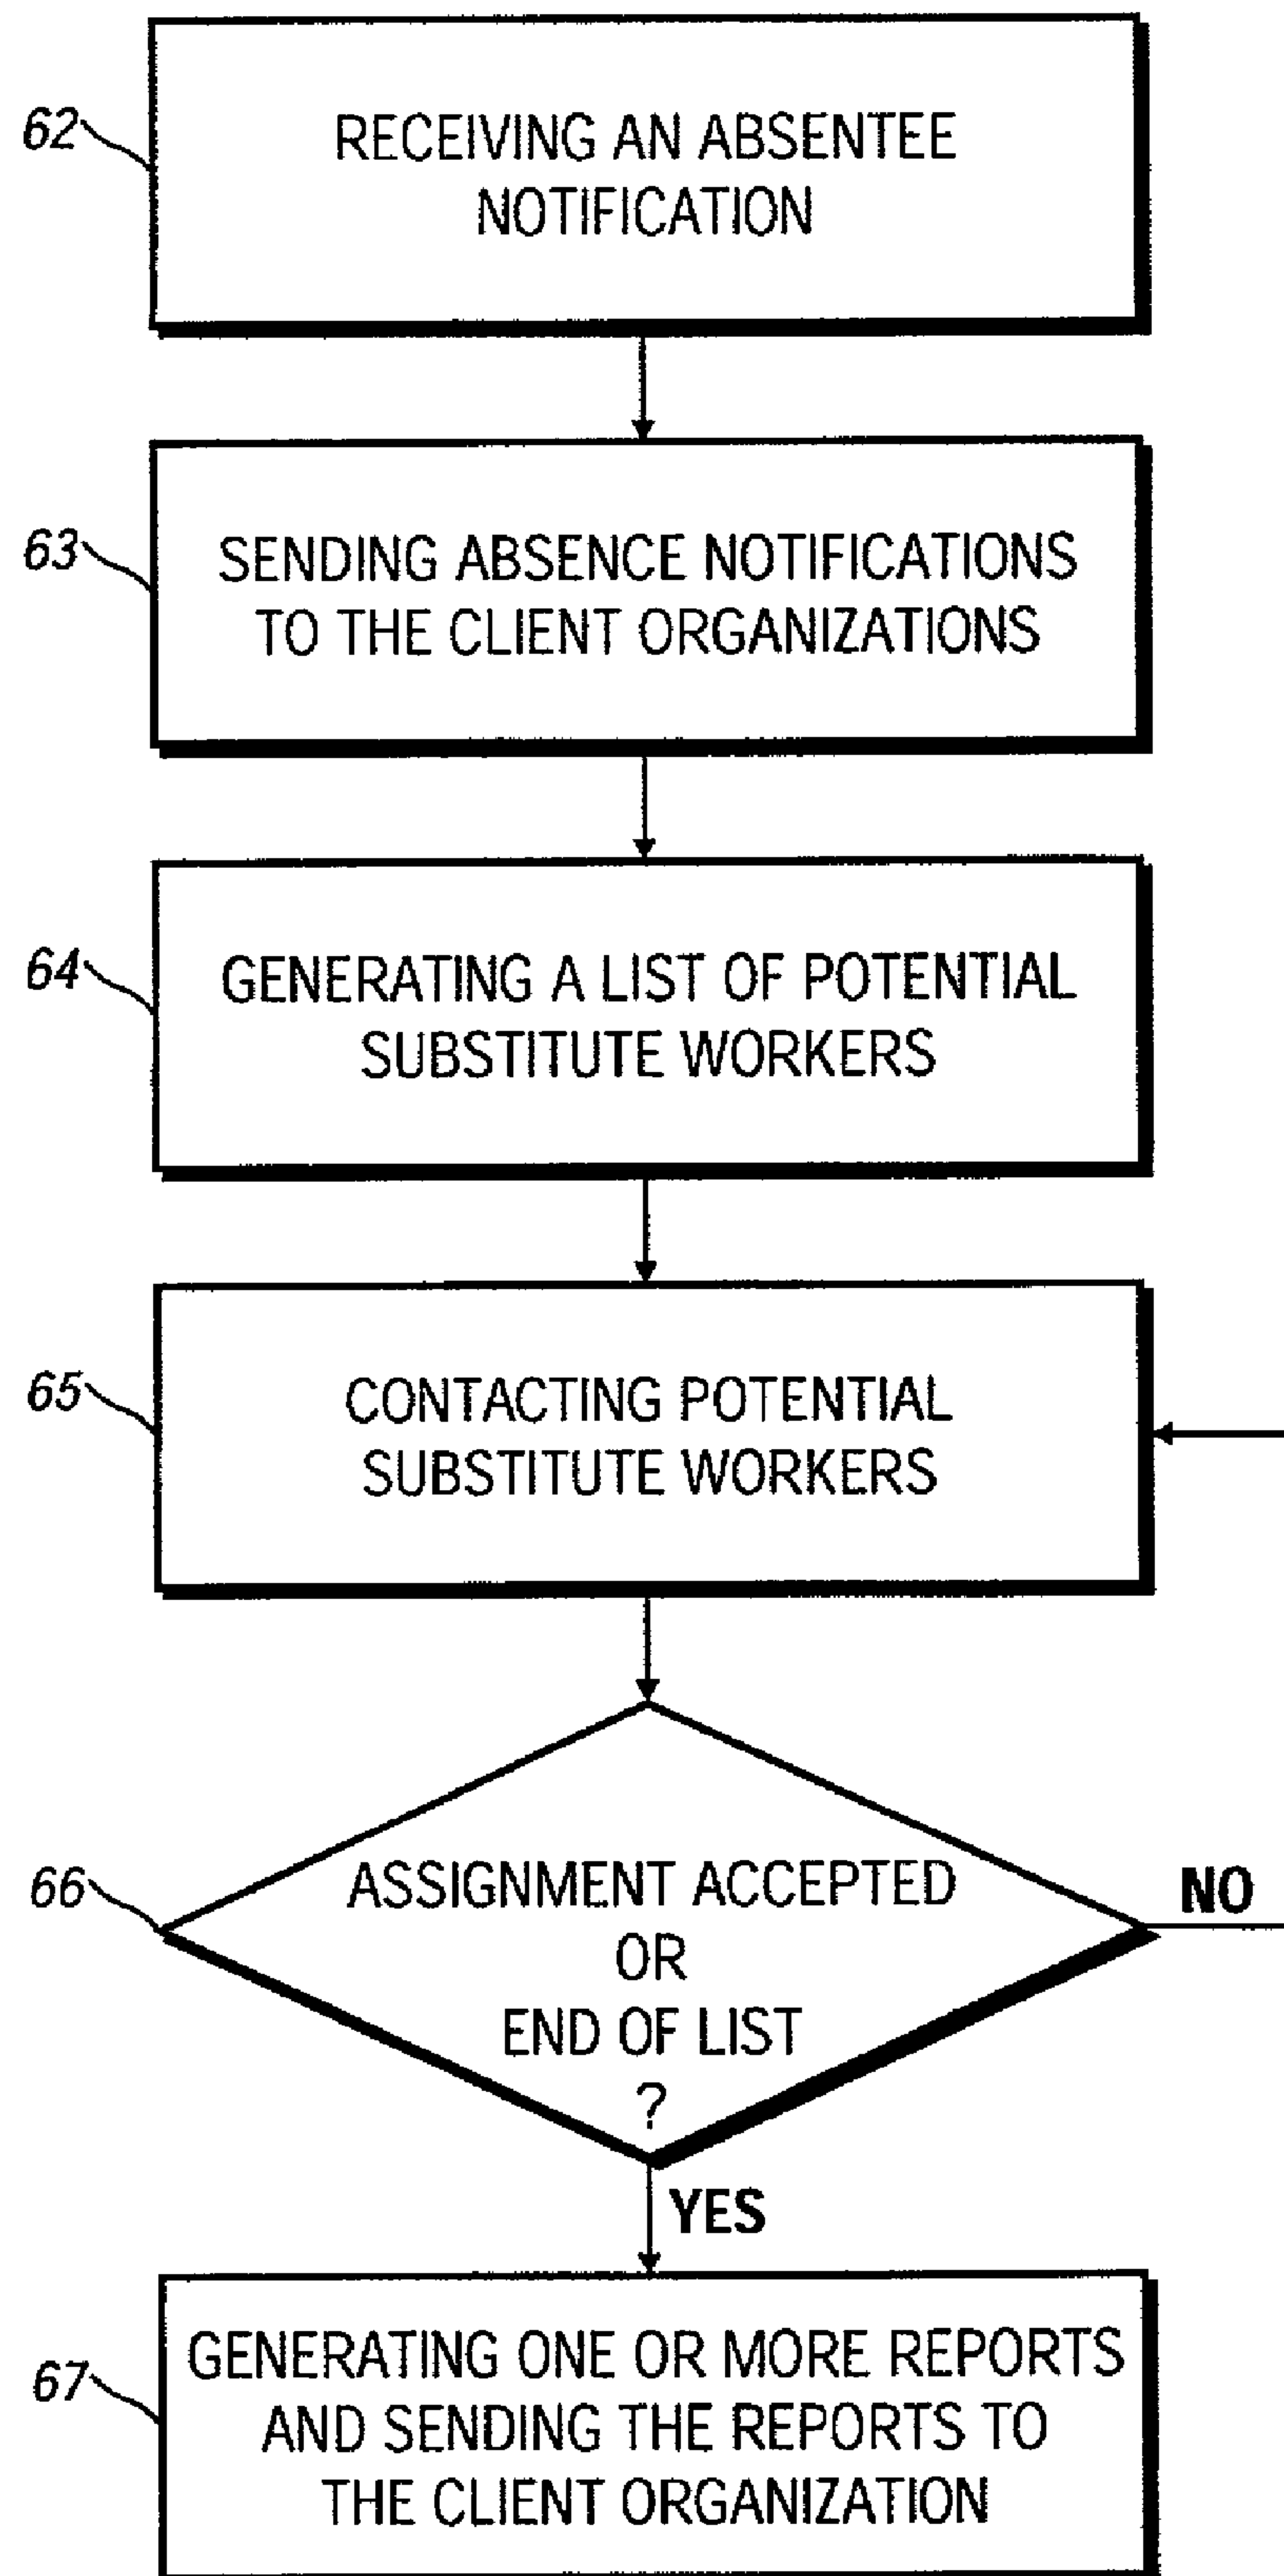 62
RECEIVING AN ABSENTEE
NOTIFICATION
63
SENDING ABSENCE NOTIFICATIONS
TO THE CLIENT ORGANIZATIONS
64
GENERATING A LIST OF POTENTIAL
SUBSTITUTE WORKERS
65
CONTACTING POTENTIAL
SUBSTITUTE WORKERS
66
ASSIGNMENT ACCEPTED
OR
END OF LIST
?
NO
YES
67
GENERATING ONE OR MORE REPORTS
AND SENDING THE REPORTS TO
THE CLIENT ORGANIZATION